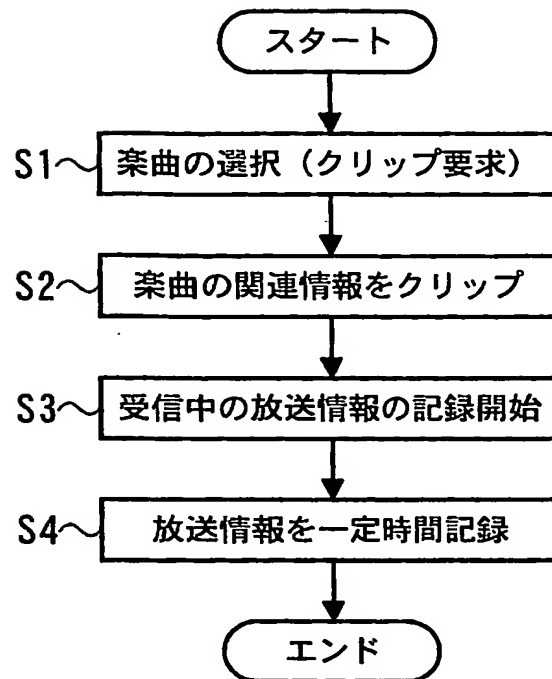 スタート
S1～楽曲の選択（クリップ要求）
S2～楽曲の関連情報をクリップ
S3～受信中の放送情報の記録開始
S4～放送情報を一定時間記録
エンド